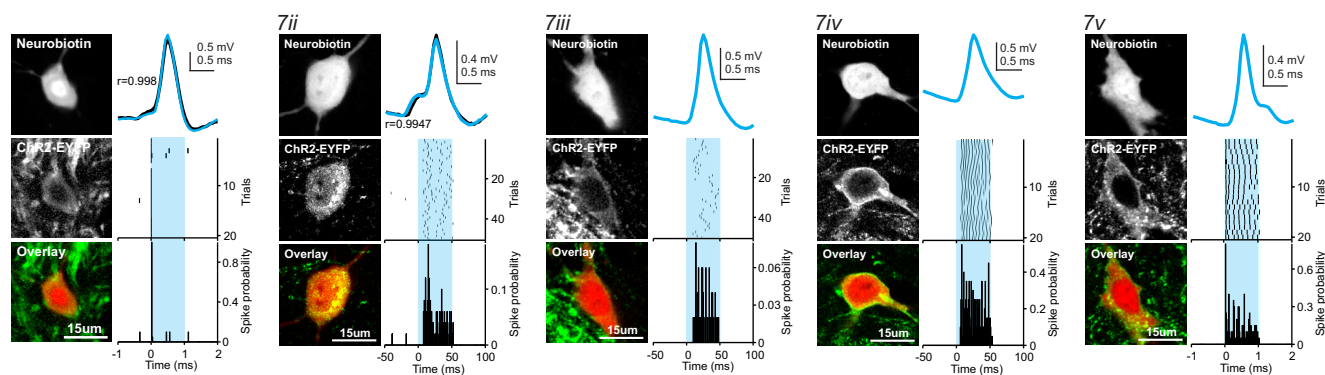 7ii
7iii
7iv
7v
Neurobiotin
r=0.998
0.5 mV
0.5 ms
Neurobiotin
r=0.9947
0.4 mV
0.5 ms
Neurobiotin
0.5 mV
0.5 ms
Neurobiotin
0.5 mV
0.5 ms
Neurobiotin
0.4 mV
0.5 ms
ChR2-EYFP
10
20
Trials
ChR2-EYFP
20
40
Trials
ChR2-EYFP
20
40
Trials
ChR2-EYFP
10
20
Trials
ChR2-EYFP
10
20
Trials
Overlay
15um
0.8
0.4
0
Spike probability
-1 0 1 2
Time (ms)
Overlay
15um
0.1
0
Spike probability
-50 0 50 100
Time (ms)
Overlay
15um
0.06
0.03
0
Spike probability
-50 0 50 100
Time (ms)
Overlay
15um
0.4
0.2
0
Spike probability
-50 0 50 100
Time (ms)
Overlay
15um
0.6
0.3
0
Spike probability
-1 0 1 2
Time (ms)